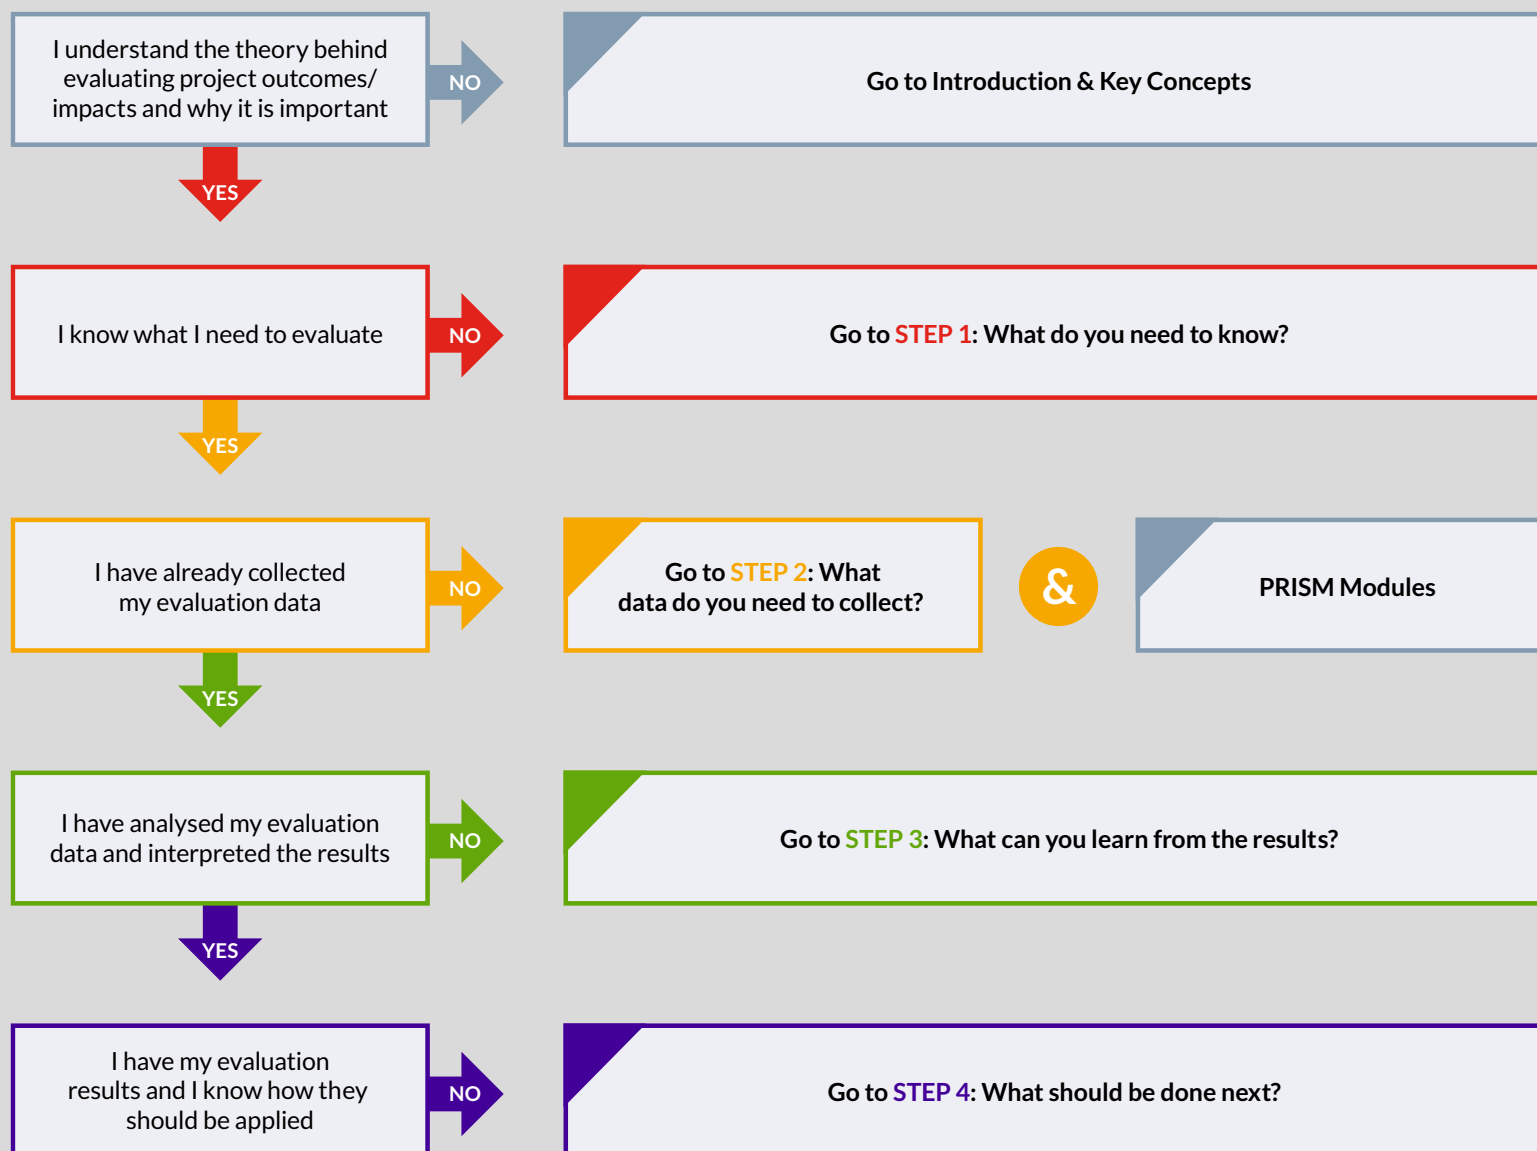 I understand the theory behind
evaluating project outcomes/
impacts and why it is important
NO
Go to Introduction & Key Concepts
YES
I know what I need to evaluate
NO
Go to STEP 1: What do you need to know?
YES
I have already collected
my evaluation data
NO
Go to STEP 2: What
data do you need to collect?
&
PRISM Modules
YES
I have analysed my evaluation
data and interpreted the results
NO
Go to STEP 3: What can you learn from the results?
YES
I have my evaluation
results and I know how they
should be applied
NO
Go to STEP 4: What should be done next?